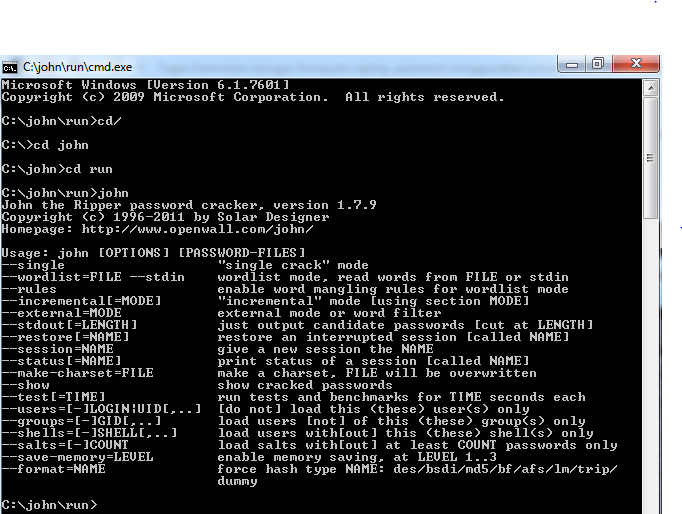 C:\john\run\cmd.exe
Microsoft Windows [Version 6.1.7601]
Copyright (c) 2009 Microsoft Corporation.  All rights reserved.
C:\john\run>cd/
C:\>cd john
C:\john>cd run
C:\john\run>john
John the Ripper password cracker, version 1.7.9
Copyright (c) 1996-2011 by Solar Designer
Homepage: http://www.openwall.com/john/
Usage: john [OPTIONS] [PASSWORD-FILES]
--single                   "single crack" mode
--wordlist=FILE --stdin    wordlist mode, read words from FILE or stdin
--rules                    enable word mangling rules for wordlist mode
--incremental[=MODE]       "incremental" mode [using section MODE]
--external=MODE            external mode or word filter
--stdout[=LENGTH]          just output candidate passwords [cut at LENGTH]
--restore[=NAME]           restore an interrupted session [called NAME]
--session=NAME             give a new session the NAME
--status[=NAME]            print status of a session [called NAME]
--make-charset=FILE        make a charset, FILE will be overwritten
--show                     show cracked passwords
--test[=TIME]              run tests and benchmarks for TIME seconds each
--users=[-]LOGIN|UID[,..]  [do not] load this (these) user(s) only
--groups=[-]GID[,..]       load users [not] of this (these) group(s) only
--shells=[-]SHELL[,..]     load users with[out] this (these) shell(s) only
--salts=[-]COUNT           load salts with[out] at least COUNT passwords only
--save-memory=LEVEL        enable memory saving, at LEVEL 1..3
--format=NAME              force hash type NAME: des/bsdi/md5/bf/afs/lm/trip/
                           dummy
C:\john\run>